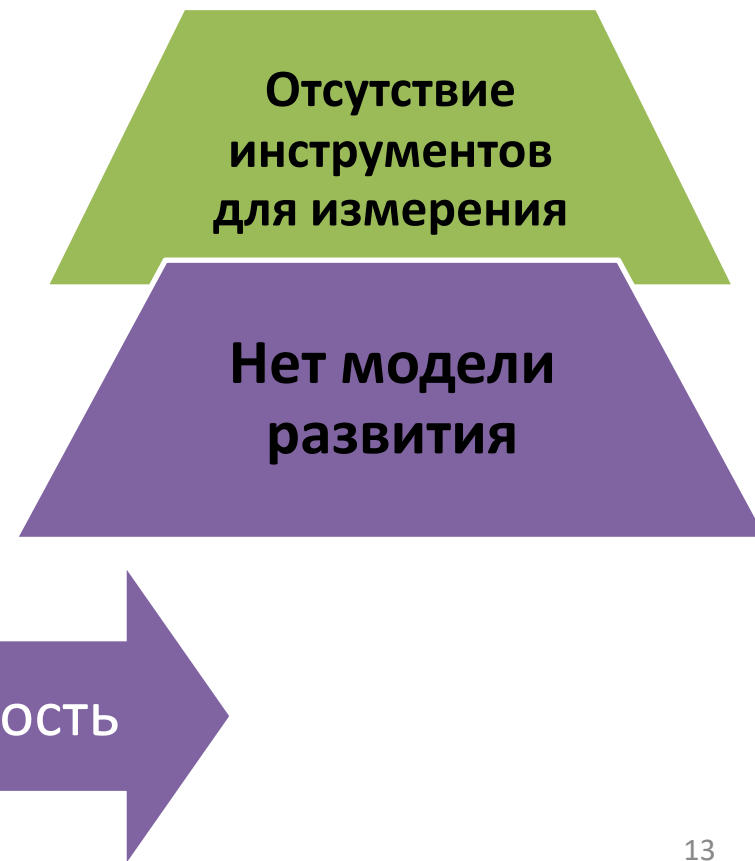 Отсутствие
инструментов
для измерения
Нет модели
развития
ость
13